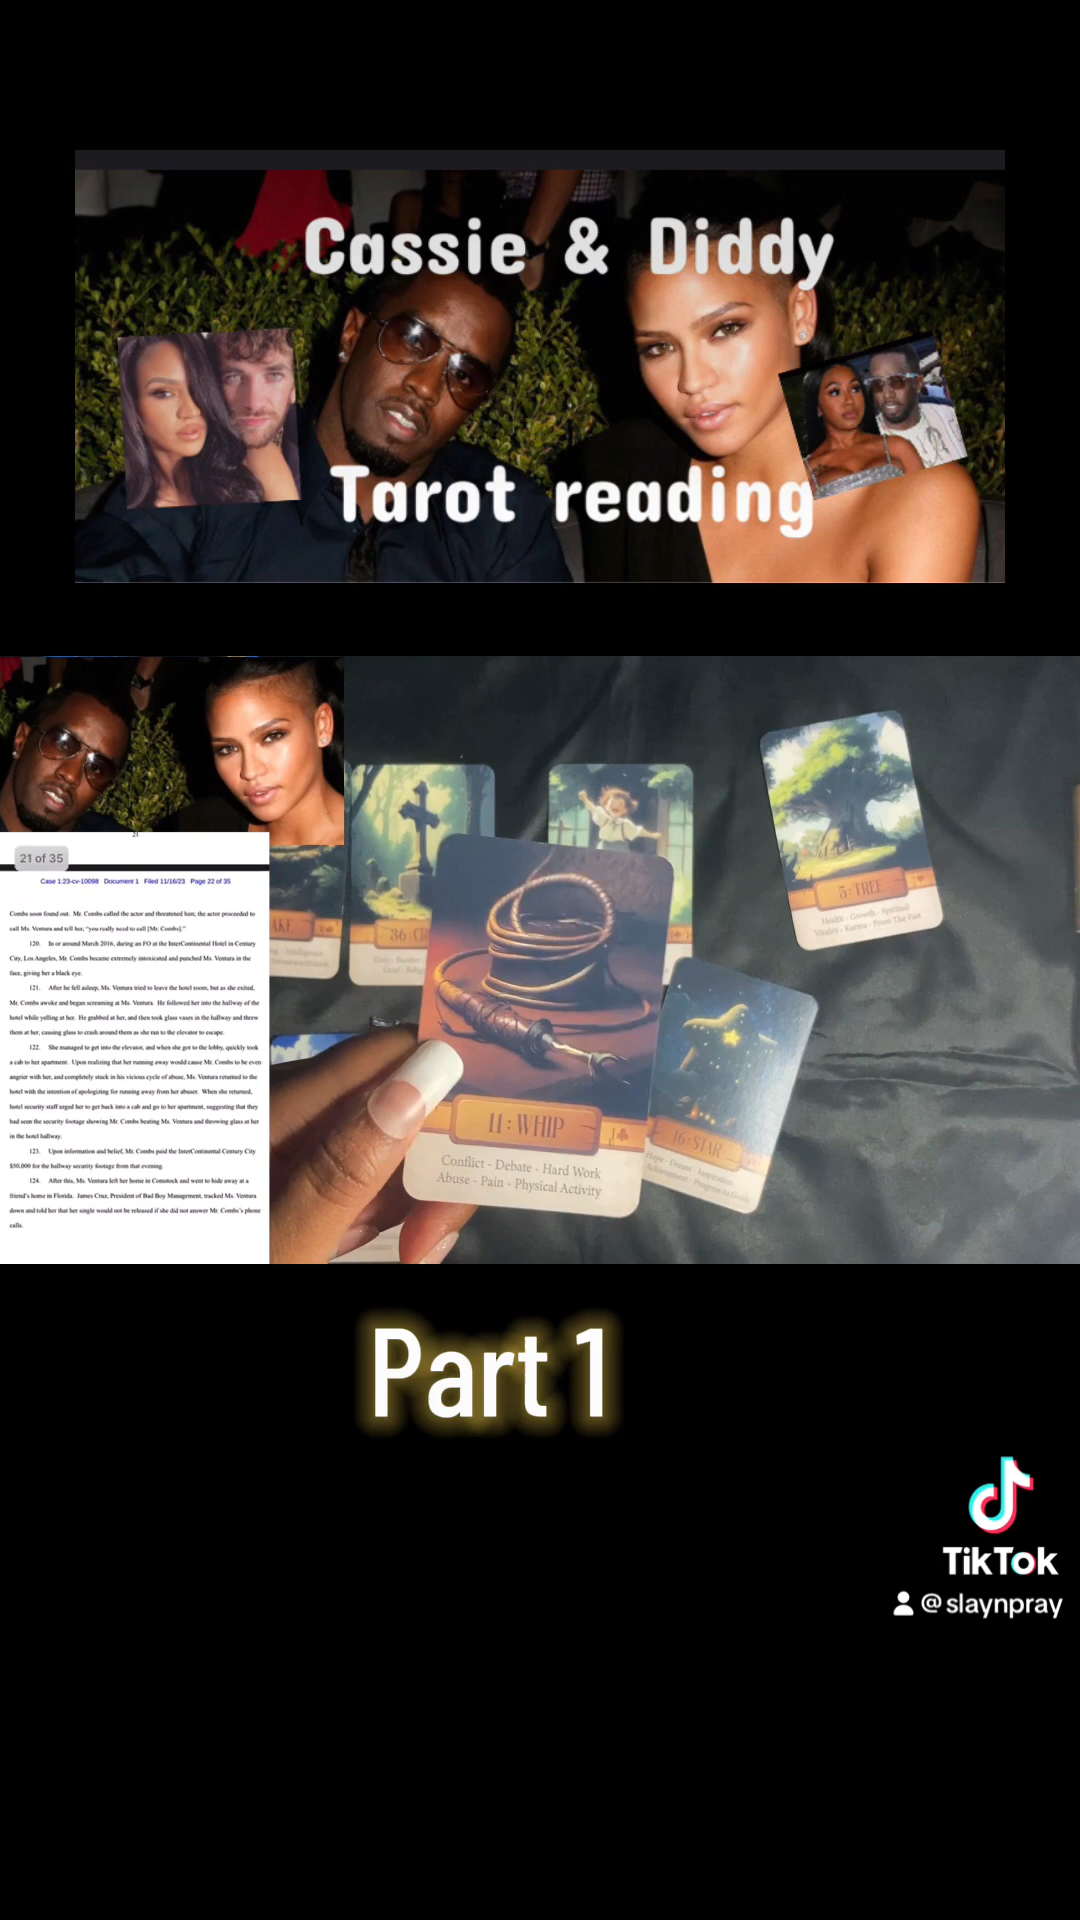 Cassie & Diddy
Tarot reading
21
21 of 35
Case 1:23-cv-10098 Document 1 Filed 11/16/23 Page 22 of 35
Combs soon found out. Mr. Combs called the actor and threatened him; the actor proceeded to
call Ms. Ventura and tell her, "you really need to call [Mr. Combs]."
120. In or around March 2016, during an FO at the InterContinental Hotel in Century
City, Los Angeles, Mr. Combs became extremely intoxicated and punched Ms. Ventura in the
face, giving her a black eye.
121. After he fell asleep, Ms. Ventura tried to leave the hotel room, but as she exited,
Mr. Combs awoke and began screaming at Ms. Ventura. He followed her into the hallway of the
hotel while yelling at her. He grabbed at her, and then took glass vases in the hallway and threw
them at her, causing glass to crash around them as she ran to the elevator to escape.
122. She managed to get into the elevator, and when she got to the lobby, quickly took
a cab to her apartment. Upon realizing that her running away would cause Mr. Combs to be even
angrier with her, and completely stuck in his vicious cycle of abuse, Ms. Ventura returned to the
hotel with the intention of apologizing for running away from her abuser. When she returned,
hotel security staff urged her to get back into a cab and go to her apartment, suggesting that they
had seen the security footage showing Mr. Combs beating Ms. Ventura and throwing glass at her
in the hotel hallway.
123. Upon information and belief, Mr. Combs paid the InterContinental Century City
$50,000 for the hallway security footage from that evening.
124. After this, Ms. Ventura left her home in Comstock and went to hide away at a
friend's home in Florida. James Cruz, President of Bad Boy Management, tracked Ms. Ventura
down and told her that her single would not be released if she did not answer Mr. Combs's phone
calls.
AKE
36: CR
5: TREE
Health - Growth - Spiritual
Vitality - Karma - From The Past
11: WHIP
J
Conflict - Debate - Hard Work
Abuse - Pain - Physical Activity
16: STAR
Hope - Dream - Inspiration
Achievement - Progress to Goals
Part 1
TikTok
@slaynpray